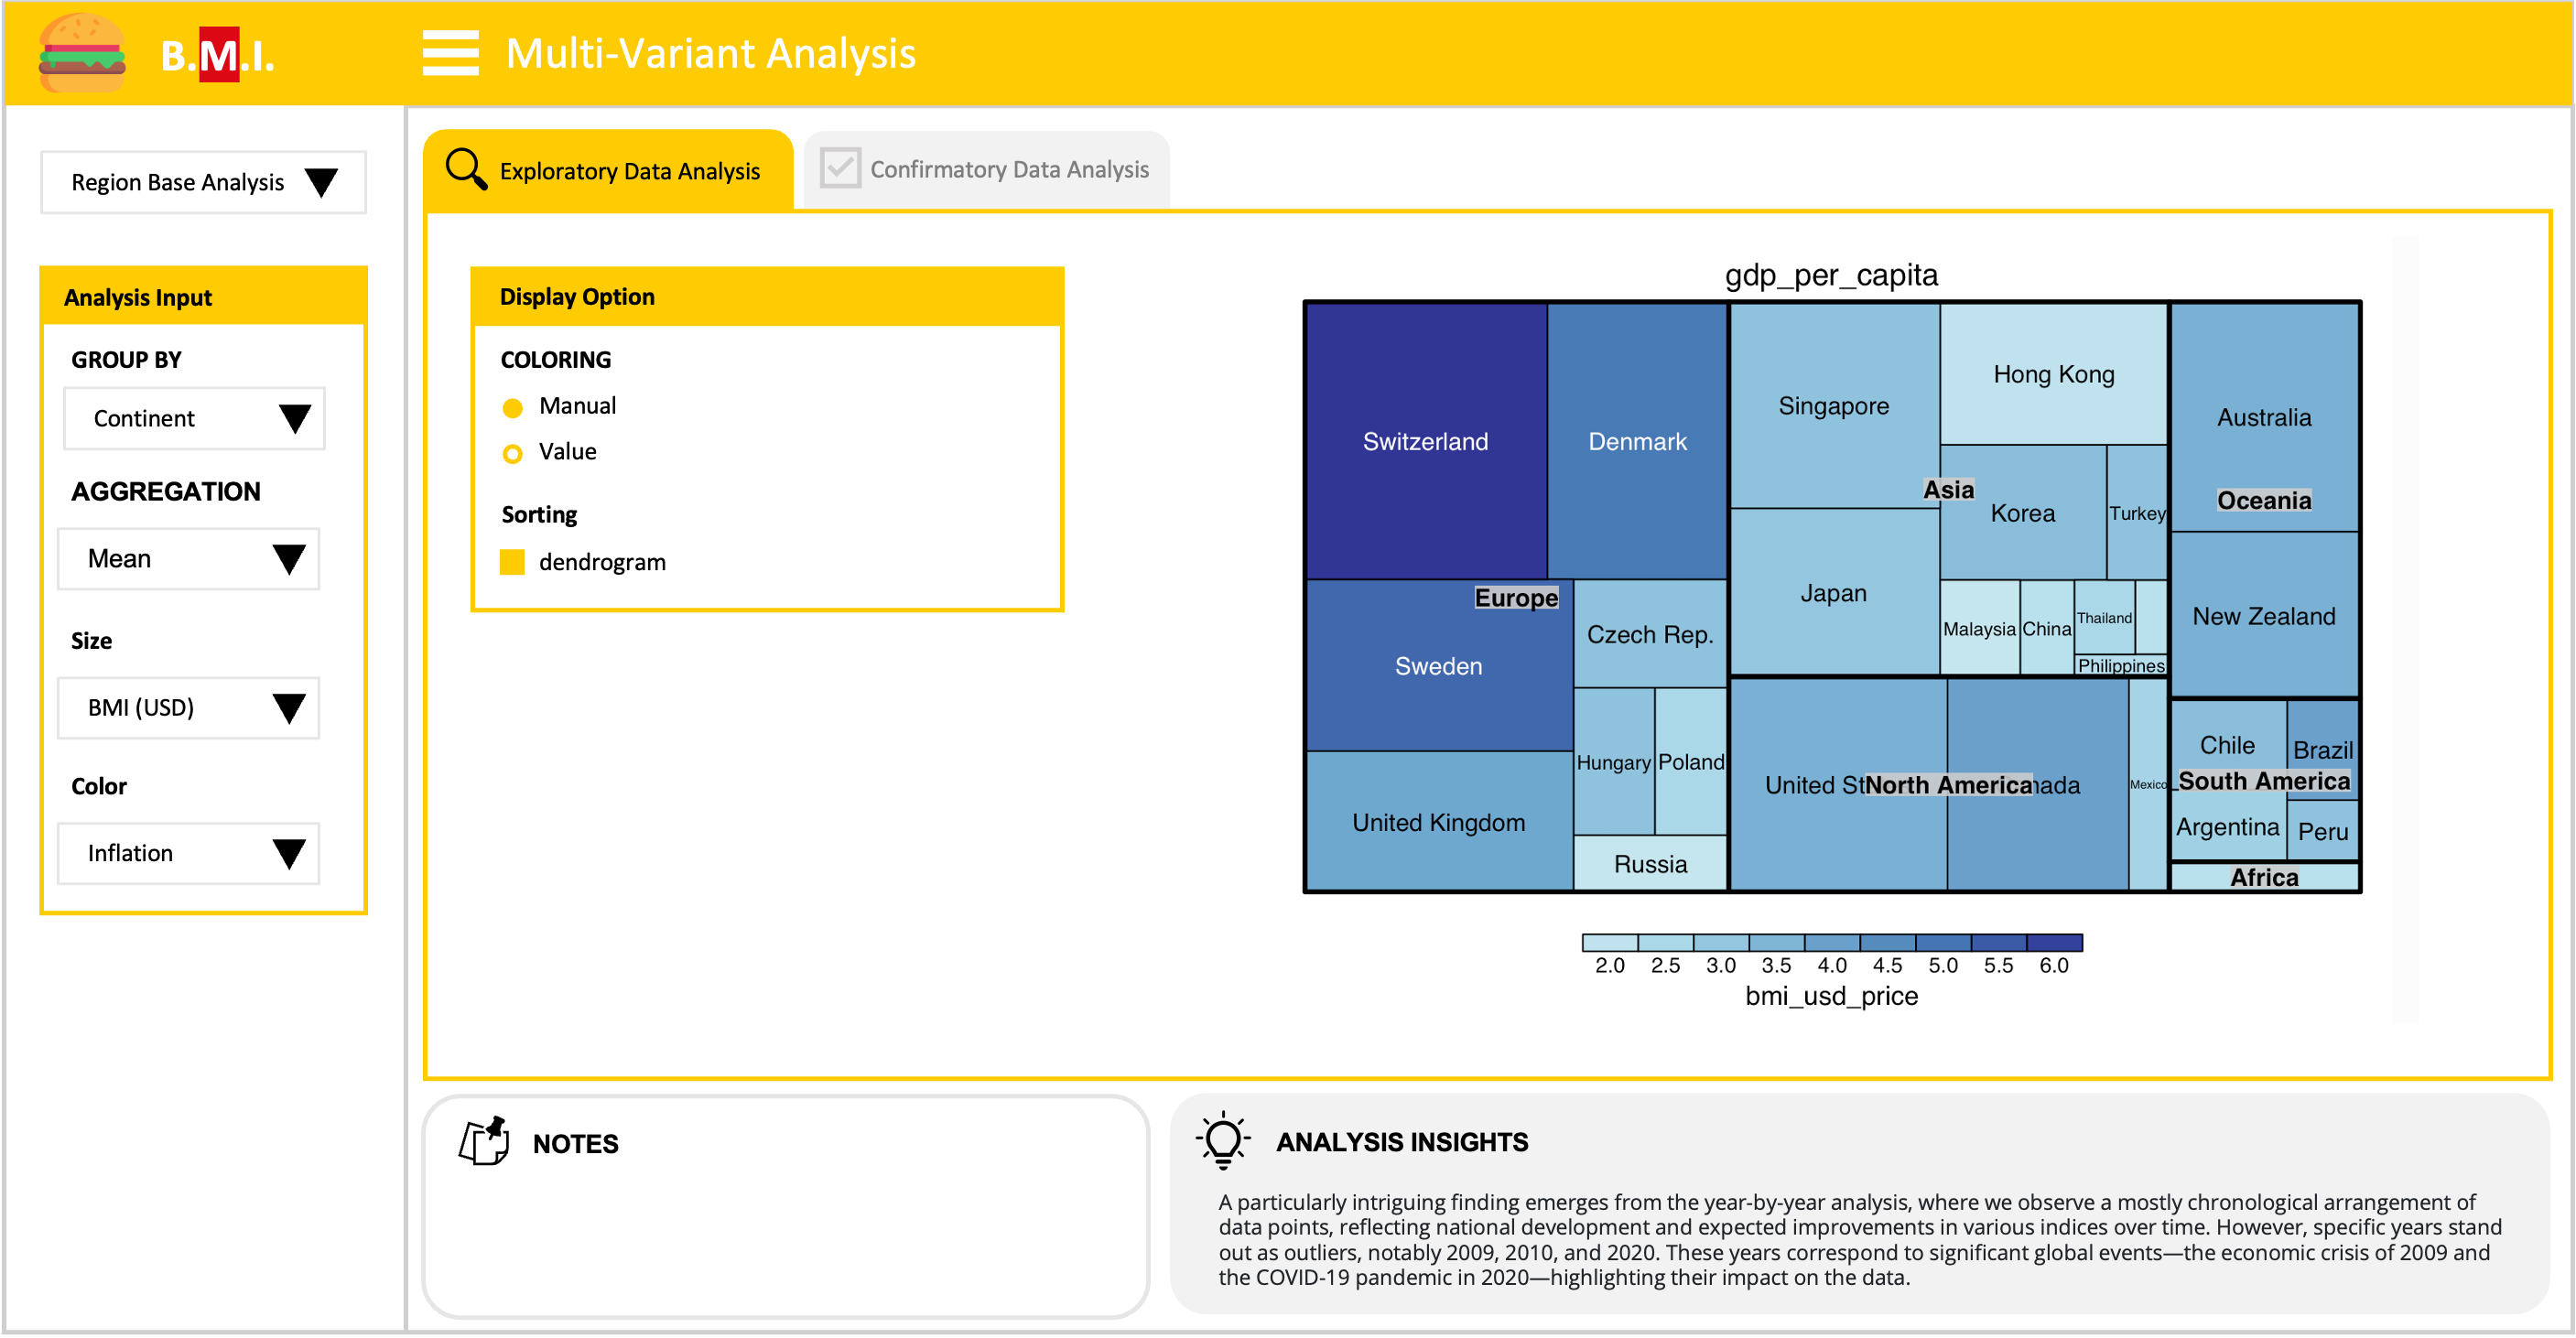 B.M.I.
Multi-Variant Analysis
Region Base Analysis
Exploratory Data Analysis
Confirmatory Data Analysis
Analysis Input
GROUP BY
Continent
AGGREGATION
Mean
Size
BMI (USD)
Color
Inflation
Display Option
COLORING
Manual
Value
Sorting
dendrogram
gdp_per_capita
Switzerland
Denmark
Singapore
Hong Kong
Australia
Asia
Korea
Turkey
Oceania
Europe
Sweden
Czech Rep.
Japan
Malaysia
China
Thailand
Philippines
New Zealand
Hungary
Poland
United Kingdom
Russia
United St
North America
nada
Mexico
Chile
Brazil
South America
Argentina
Peru
Africa
2.0 2.5 3.0 3.5 4.0 4.5 5.0 5.5 6.0
bmi_usd_price
NOTES
ANALYSIS INSIGHTS
A particularly intriguing finding emerges from the year-by-year analysis, where we observe a mostly chronological arrangement of
data points, reflecting national development and expected improvements in various indices over time. However, specific years stand
out as outliers, notably 2009, 2010, and 2020. These years correspond to significant global events—the economic crisis of 2009 and
the COVID-19 pandemic in 2020—highlighting their impact on the data.